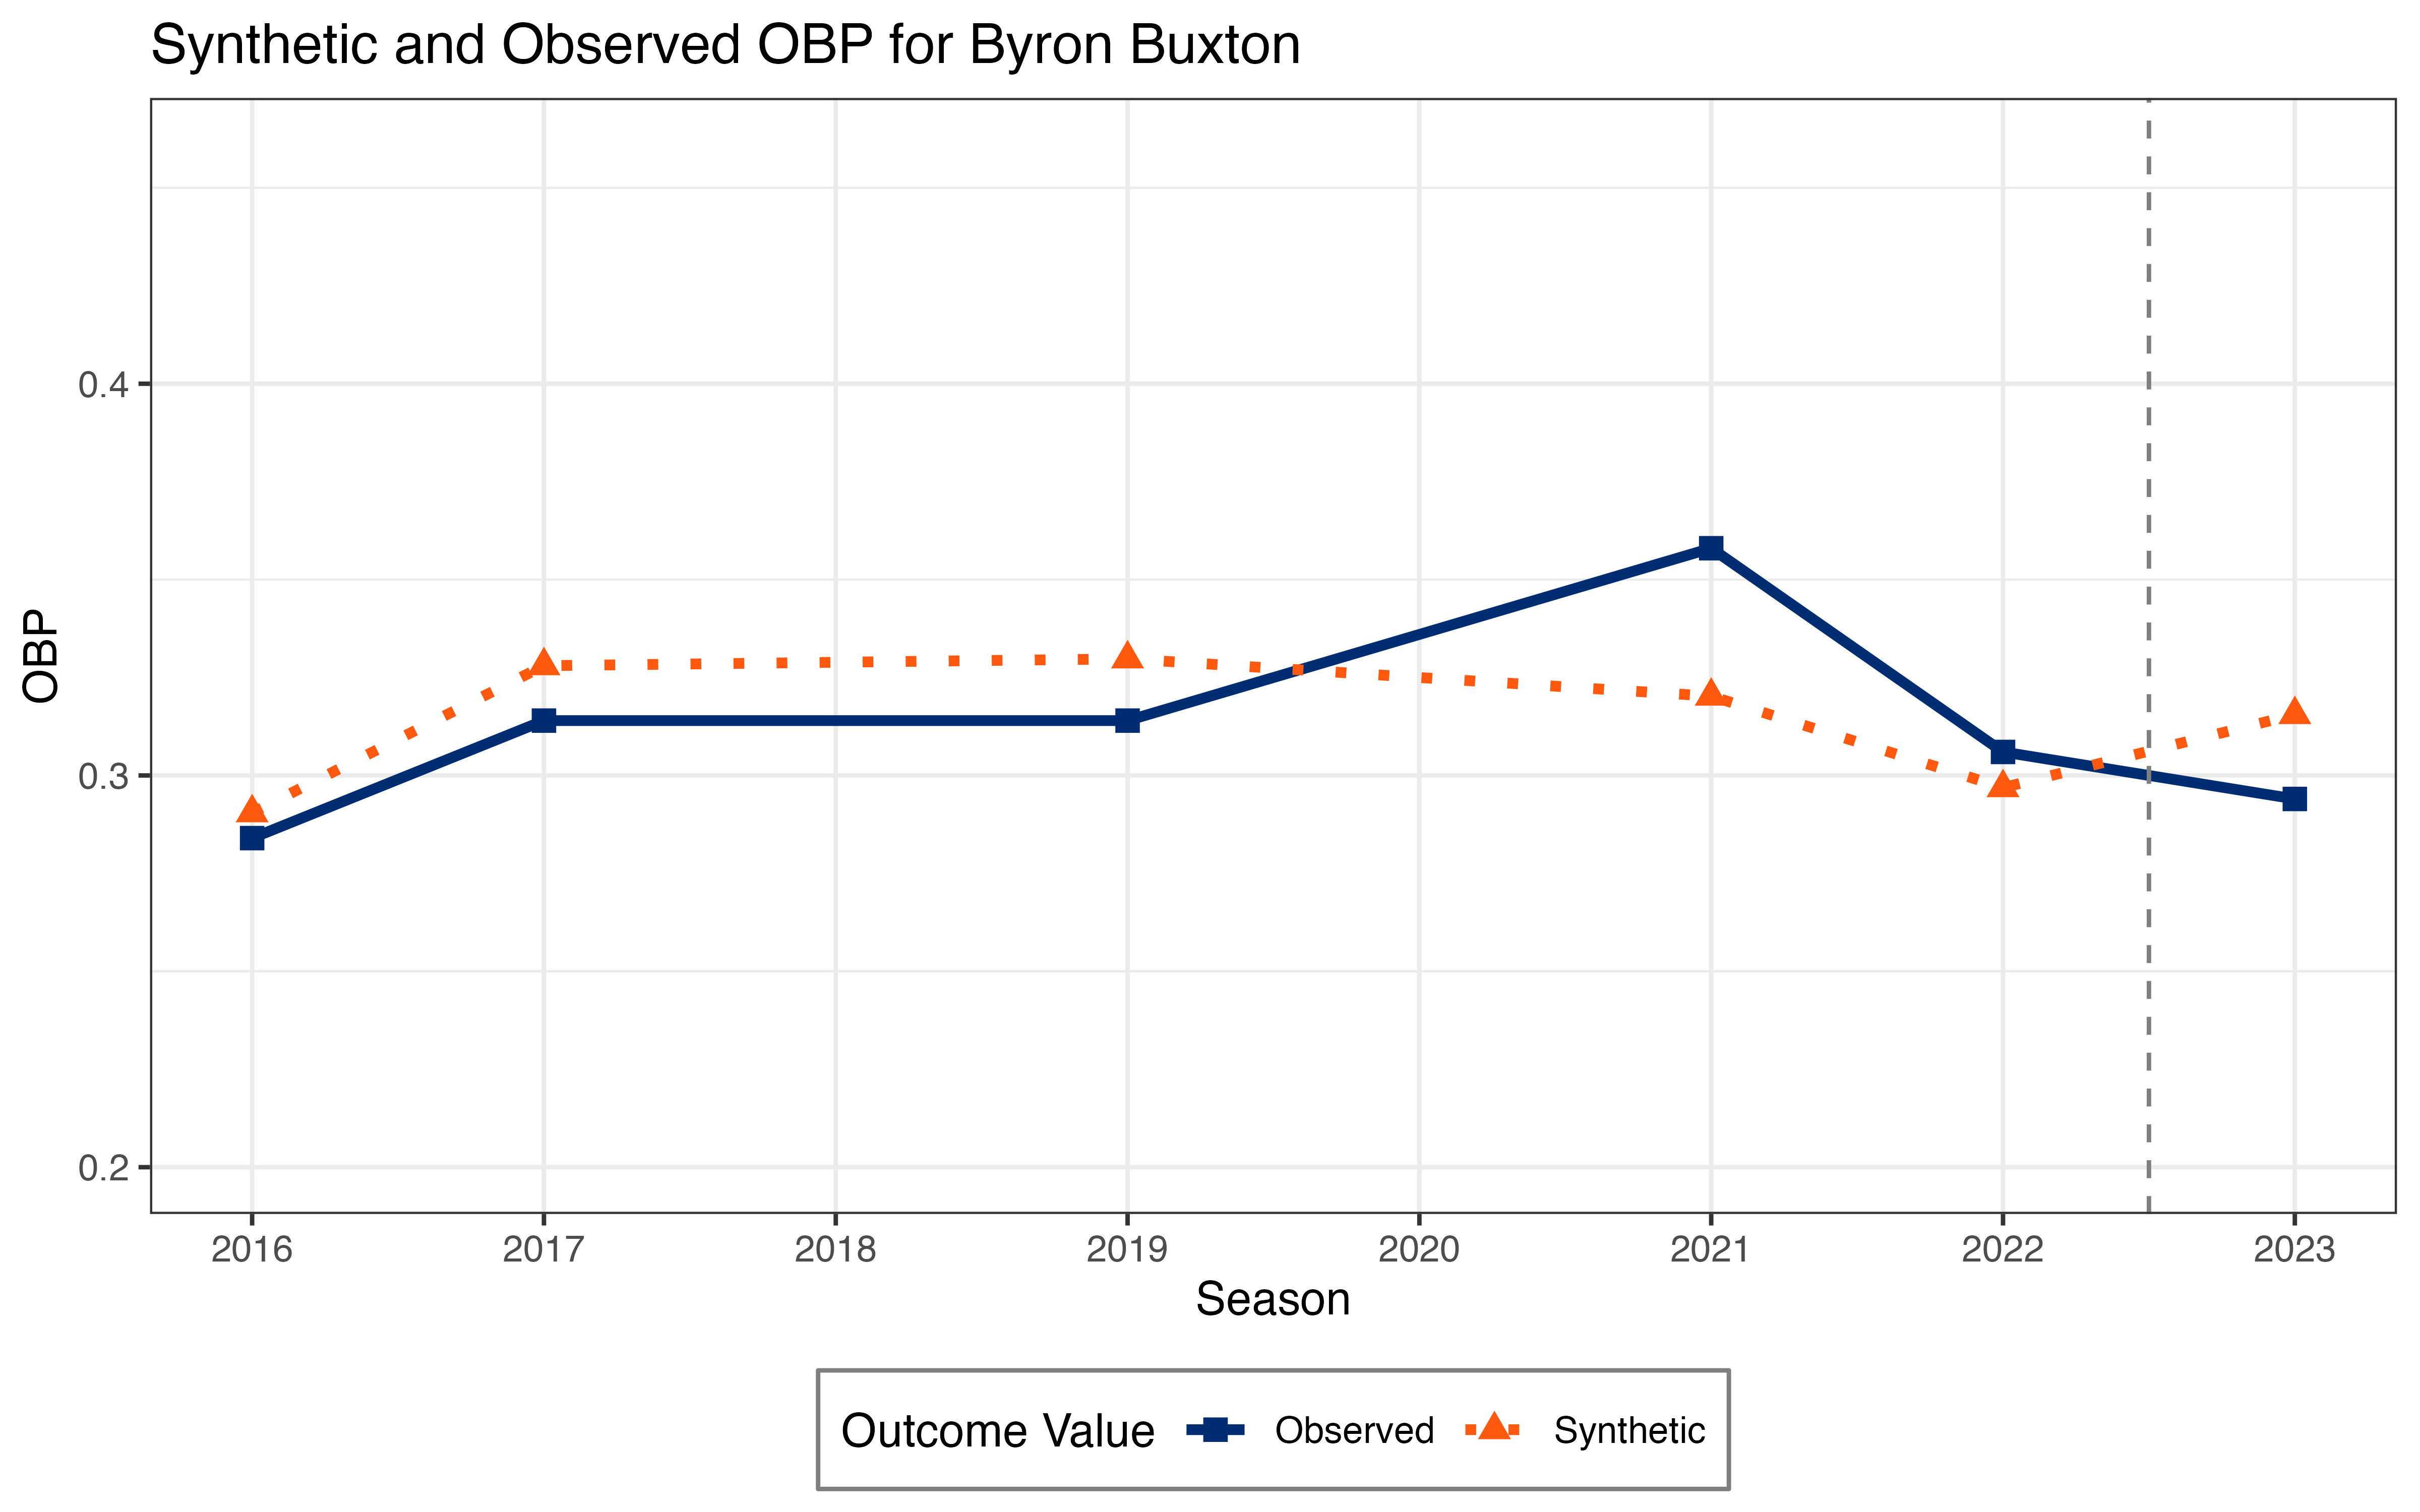 Synthetic and Observed OBP for Byron Buxton
OBP
0.4
0.3
0.2
2016 2017 2018 2019 2020 2021 2022 2023
Season
Outcome Value Observed Synthetic